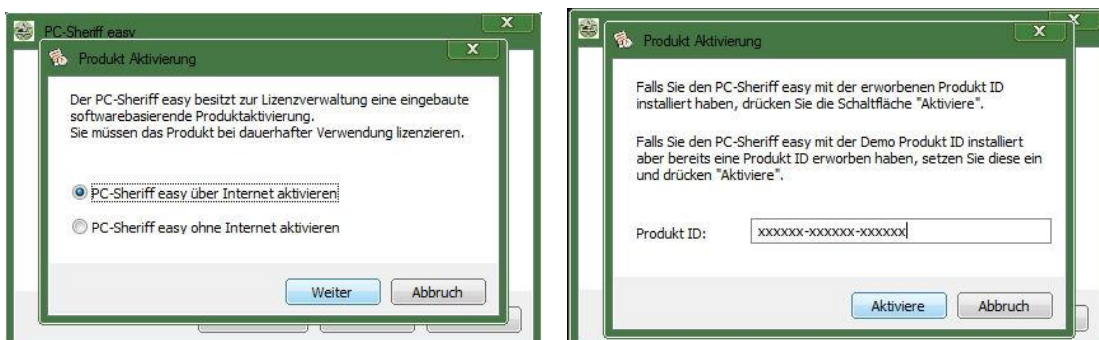 PC-Sheriff easy
Produkt Aktivierung
Der PC-Sheriff easy besitzt zur Lizenzverwaltung eine eingebaute
softwarebasierende Produktaktivierung.
Sie müssen das Produkt bei dauerhafter Verwendung lizenzieren.
PC-Sheriff easy über Internet aktivieren
PC-Sheriff easy ohne Internet aktivieren
Weiter
Abbruch
Produkt Aktivierung
Falls Sie den PC-Sheriff easy mit der erworbenen Produkt ID
installiert haben, drücken Sie die Schaltfläche "Aktiviere".
Falls Sie den PC-Sheriff easy mit der Demo Produkt ID installiert
aber bereits eine Produkt ID erworben haben, setzen Sie diese ein
und drücken "Aktiviere".
Produkt ID: xxxxxx-xxxxxx-xxxxxx
Aktiviere
Abbruch